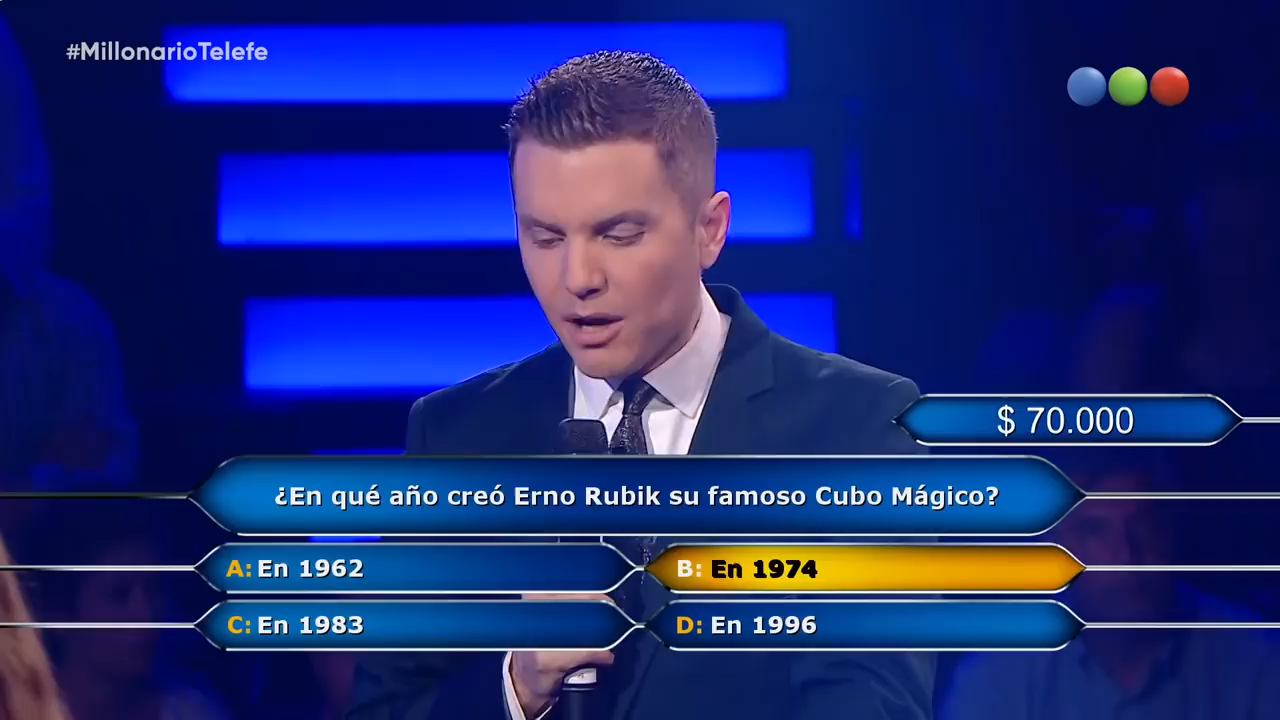 #MillonarioTelefe
$ 70.000
¿En qué año creó Erno Rubik su famoso Cubo Mágico?
A: En 1962
B: En 1974
C: En 1983
D: En 1996